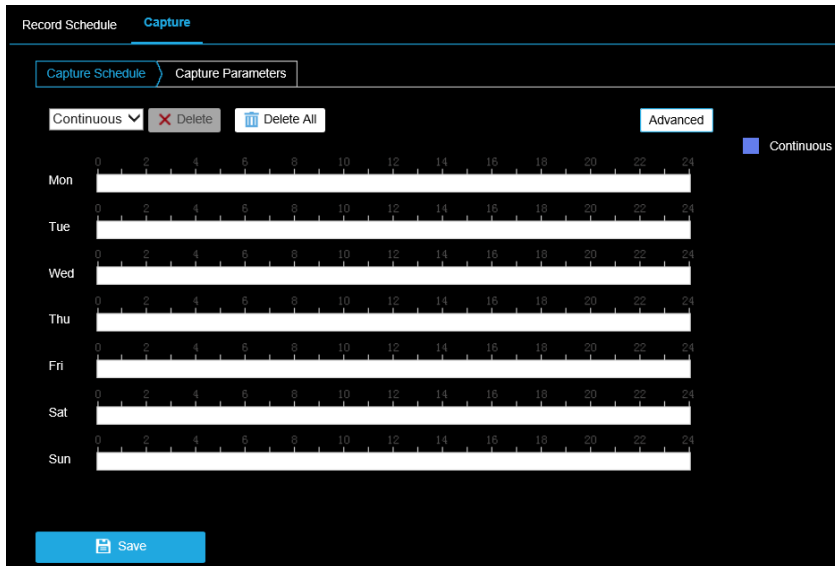 Record Schedule Capture
Capture Schedule Capture Parameters
Continuous Delete Delete All Advanced
Continuous
0 2 4 6 8 10 12 14 16 18 20 22 24
Mon
0 2 4 6 8 10 12 14 16 18 20 22 24
Tue
0 2 4 6 8 10 12 14 16 18 20 22 24
Wed
0 2 4 6 8 10 12 14 16 18 20 22 24
Thu
0 2 4 6 8 10 12 14 16 18 20 22 24
Fri
0 2 4 6 8 10 12 14 16 18 20 22 24
Sat
0 2 4 6 8 10 12 14 16 18 20 22 24
Sun
Save